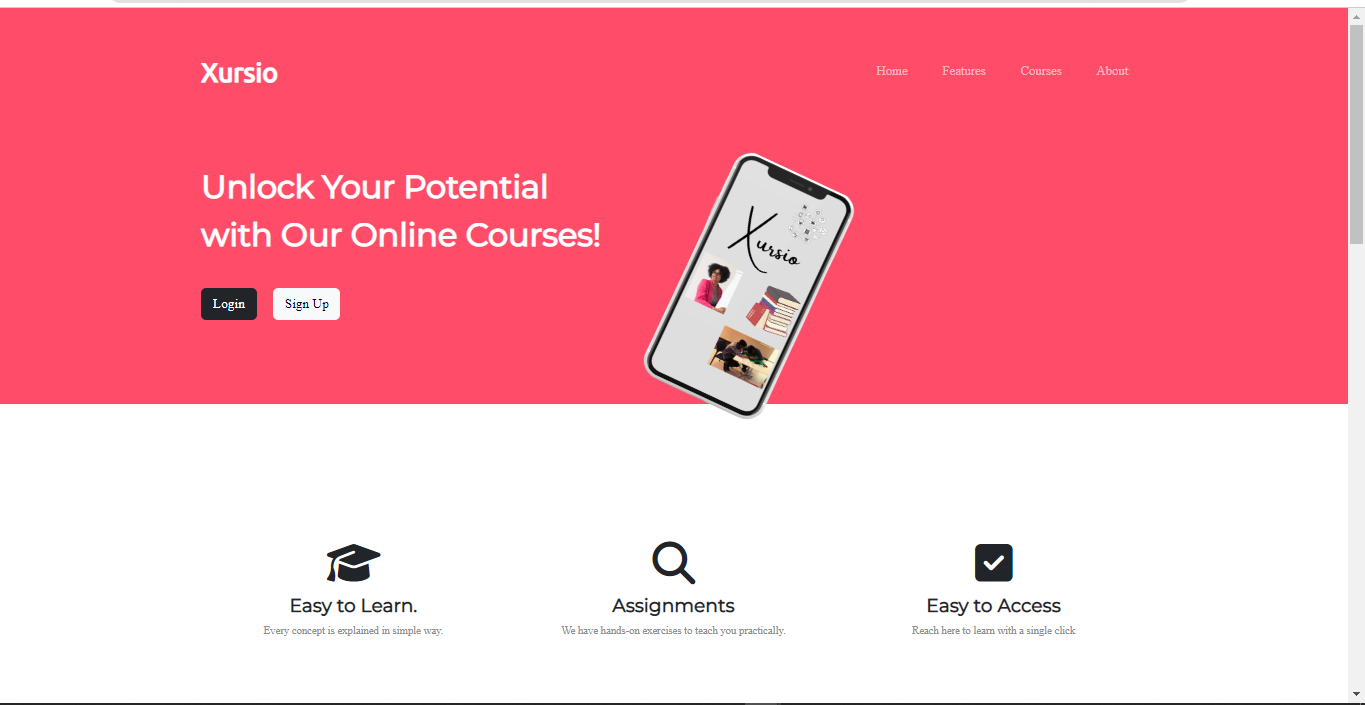 Xursio
Home Features Courses About
Unlock Your Potential
with Our Online Courses!
Login Sign Up
Xursio
Easy to Learn. Assignments Easy to Access
Every concept is explained in simple way. We have hands-on exercises to teach you practically. Reach here to learn with a single click